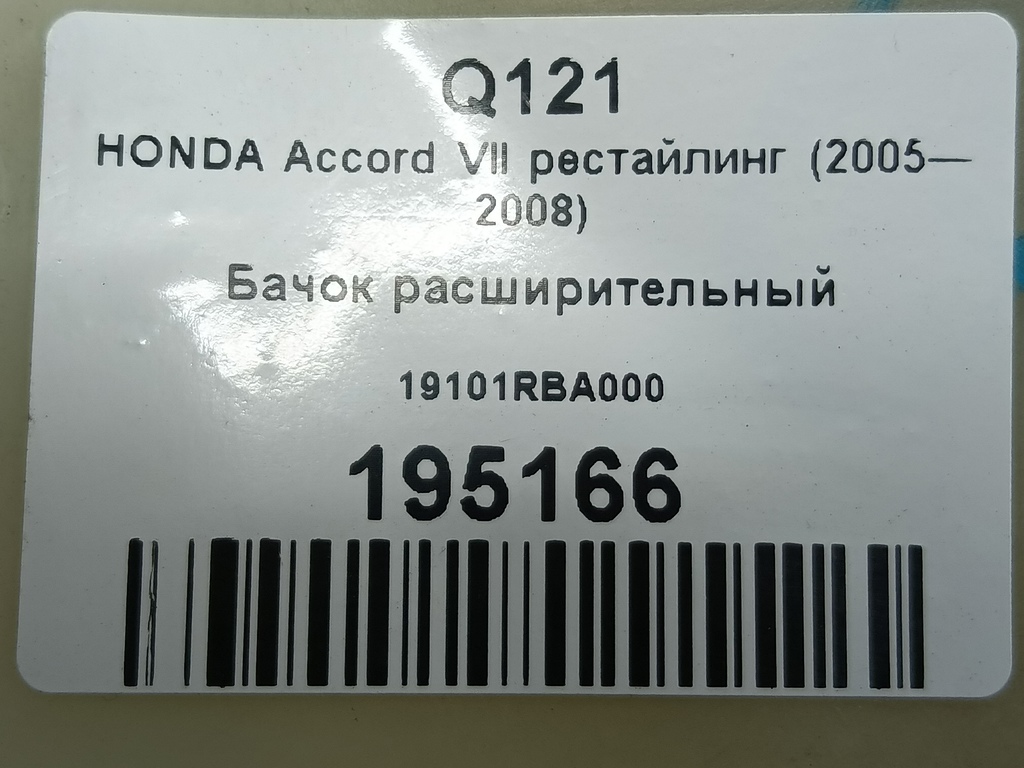 Q121
HONDA Accord VII рестайлинг (2005—
2008)
Бачок расширительный
19101RBA000
195166